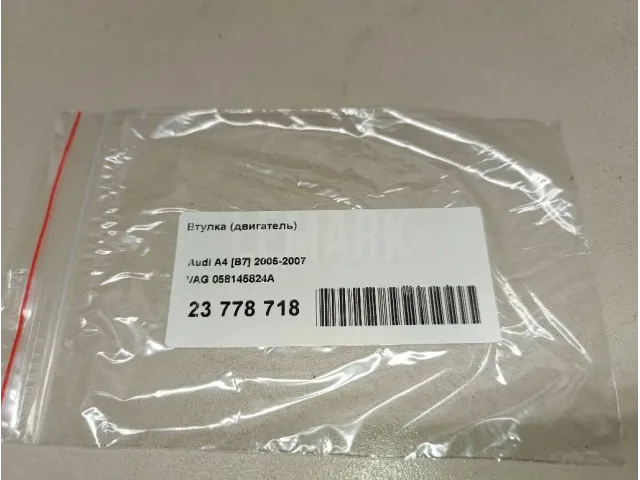 Втулка (двигатель)
Audi A4 [B7] 2005-2007
VAG 058145824A
23 778 718